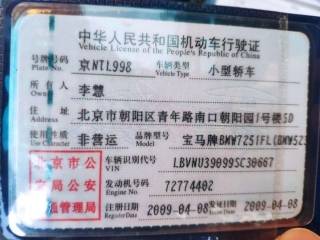 中华人民共和国机动车行驶证
Vehicle License of the People's Republic of China
号牌号码 京NTL998 车辆类型 小型轿车
Plate No. Vehicle Type
所有人 李慧
Owner
住址 北京市朝阳区青年路南口朝阳园1号楼5D
Address
使用性质 非营运 品牌型号 宝马牌BMW7251FL(BMW523
Use Character Model
北京市公 车辆识别代号 LBVNU39099SC30667
VIN
安局公安 发动机号码 72774402
Engine No.
交通管理局 注册日期 2009-04-08 发证日期 2009-04-08
Register Date Issue Date